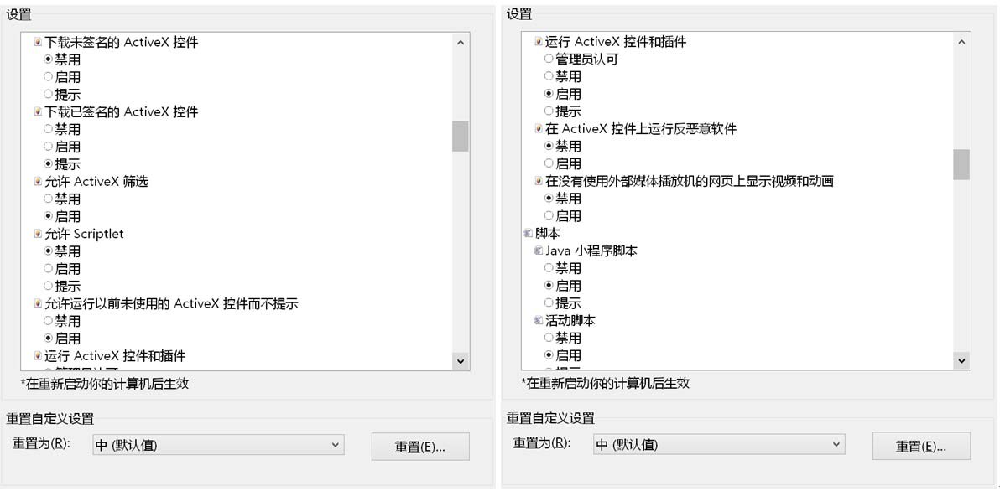 设置
下载未签名的 ActiveX 控件
禁用
启用
提示
下载已签名的 ActiveX 控件
禁用
启用
提示
允许 ActiveX 筛选
禁用
启用
允许 Scriptlet
禁用
启用
提示
允许运行以前未使用的 ActiveX 控件而不提示
禁用
启用
运行 ActiveX 控件和插件
*在重新启动你的计算机后生效
重置自定义设置
重置为(R):
中 (默认值)
重置(E)...
设置
运行 ActiveX 控件和插件
管理员认可
禁用
启用
提示
在 ActiveX 控件上运行反恶意软件
禁用
启用
在没有使用外部媒体播放机的网页上显示视频和动画
禁用
启用
脚本
Java 小程序脚本
禁用
启用
提示
活动脚本
禁用
启用
*在重新启动你的计算机后生效
重置自定义设置
重置为(R):
中 (默认值)
重置(E)...